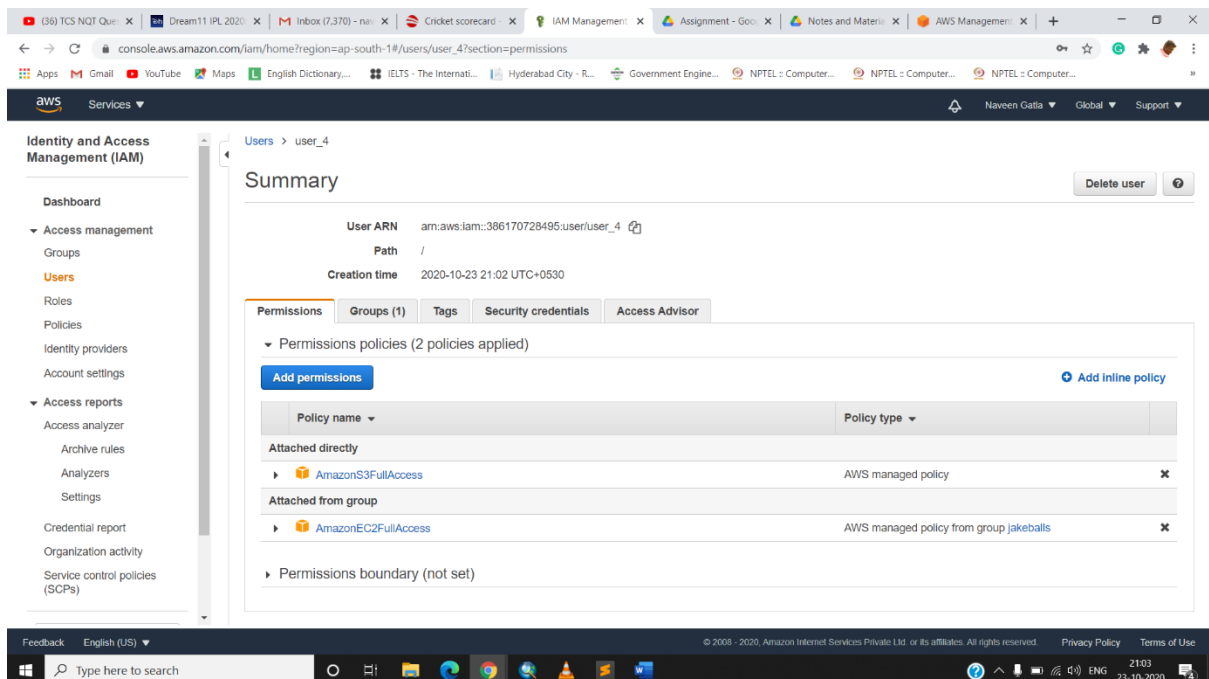 (36) TCS NQT Que: Dream11 IPL 2020 Inbox (7,370) - nav Cricket scorecard - IAM Management Assignment - Goo Notes and Materia AWS Management
console.aws.amazon.com/iam/home?region=ap-south-1#/users/user_4?section=permissions
Apps Gmail YouTube Maps English Dictionary,... IELTS - The Internati... Hyderabad City - R... Government Engine... NPTEL :: Computer... NPTEL :: Computer... NPTEL :: Computer... »
aws Services Naveen Gatla Global Support
Identity and Access
Management (IAM)
Dashboard
Access management
Groups
Users
Roles
Policies
Identity providers
Account settings
Access reports
Access analyzer
Archive rules
Analyzers
Settings
Credential report
Organization activity
Service control policies
(SCPs)
Users > user_4
Summary
Delete user
User ARN arn:aws:iam::386170728495:user/user_4
Path /
Creation time 2020-10-23 21:02 UTC+0530
Permissions Groups (1) Tags Security credentials Access Advisor
Permissions policies (2 policies applied)
Add permissions Add inline policy
Policy name Policy type
Attached directly
AmazonS3FullAccess AWS managed policy
Attached from group
AmazonEC2FullAccess AWS managed policy from group jakeballs
Permissions boundary (not set)
Feedback English (US) © 2008 - 2020, Amazon Internet Services Private Ltd. or its affiliates. All rights reserved. Privacy Policy Terms of Use
Type here to search ENG 21:03
23-10-2020